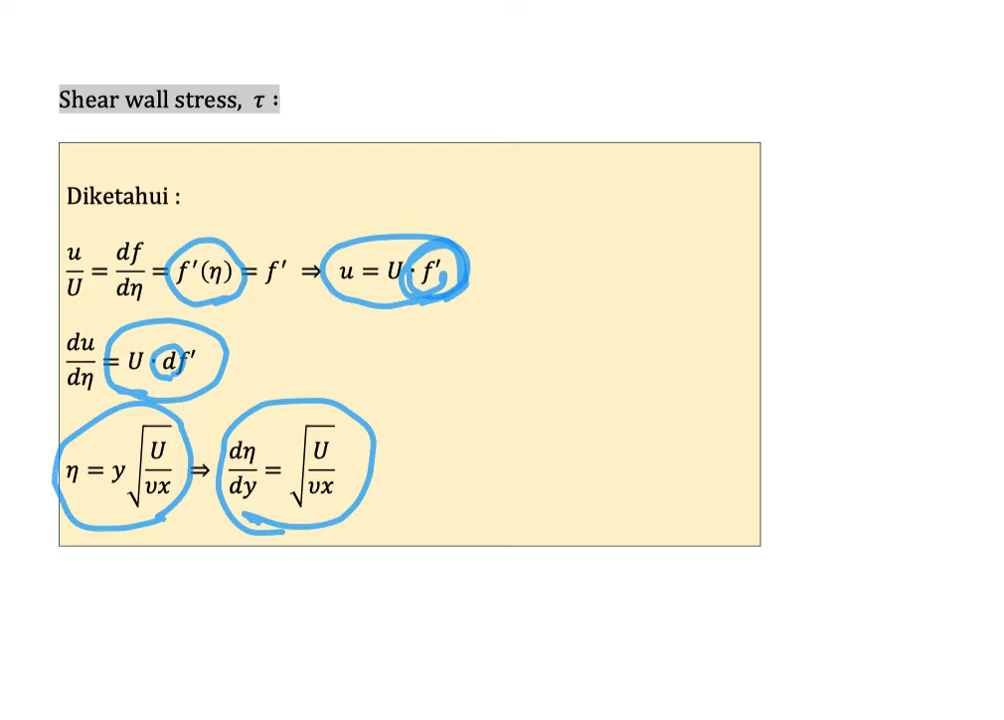 Shear wall stress, τ :
Diketahui :
u/U = df/dη = f′(η) = f′ ⇒ u = U · f′
du/dη = U · df′
η = y√(U/υx) ⇒ dη/dy = √(U/υx)